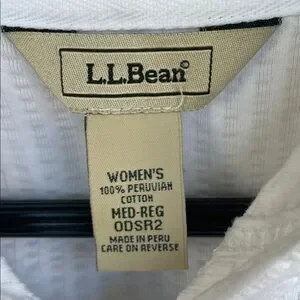 L.L.Bean®
WOMEN'S
100% PERUVIAN
COTTON
MED-REG
ODSR2
MADE IN PERU
CARE ON REVERSE